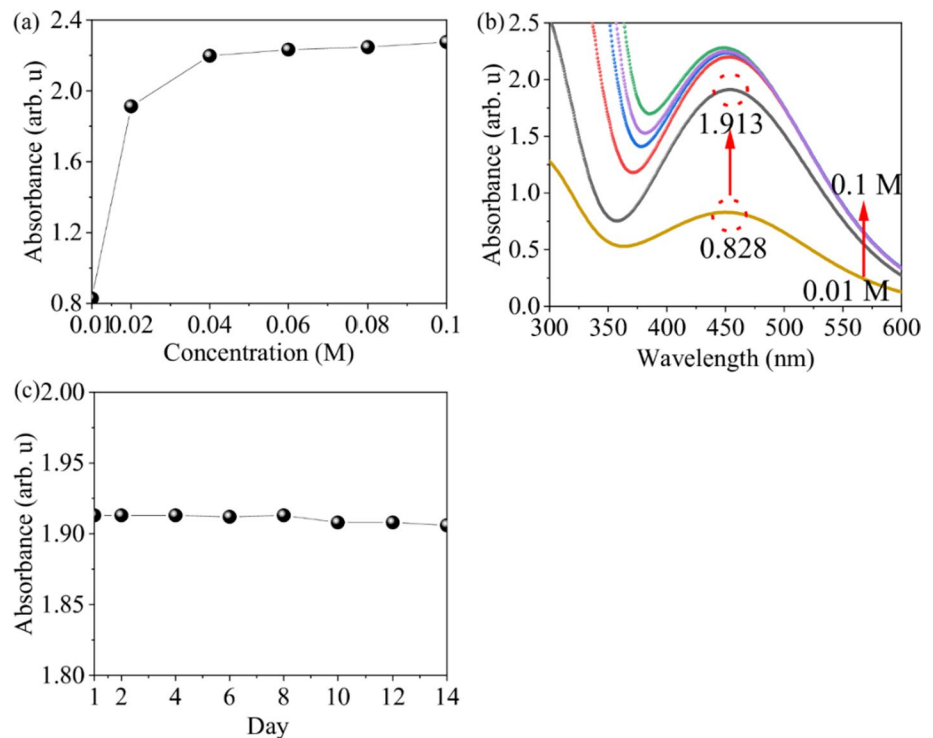 (a)
2.4
2.0
1.6
1.2
0.8
Absorbance (arb. u)
0.01 0.02 0.04 0.06 0.08 0.1
Concentration (M)
(b)
2.5
2.0
1.5
1.0
0.5
0.0
Absorbance (arb. u)
1.913
0.828
0.1 M
0.01 M
300 350 400 450 500 550 600
Wavelength (nm)
(c)
2.00
1.95
1.90
1.85
1.80
Absorbance (arb. u)
1 2 4 6 8 10 12 14
Day